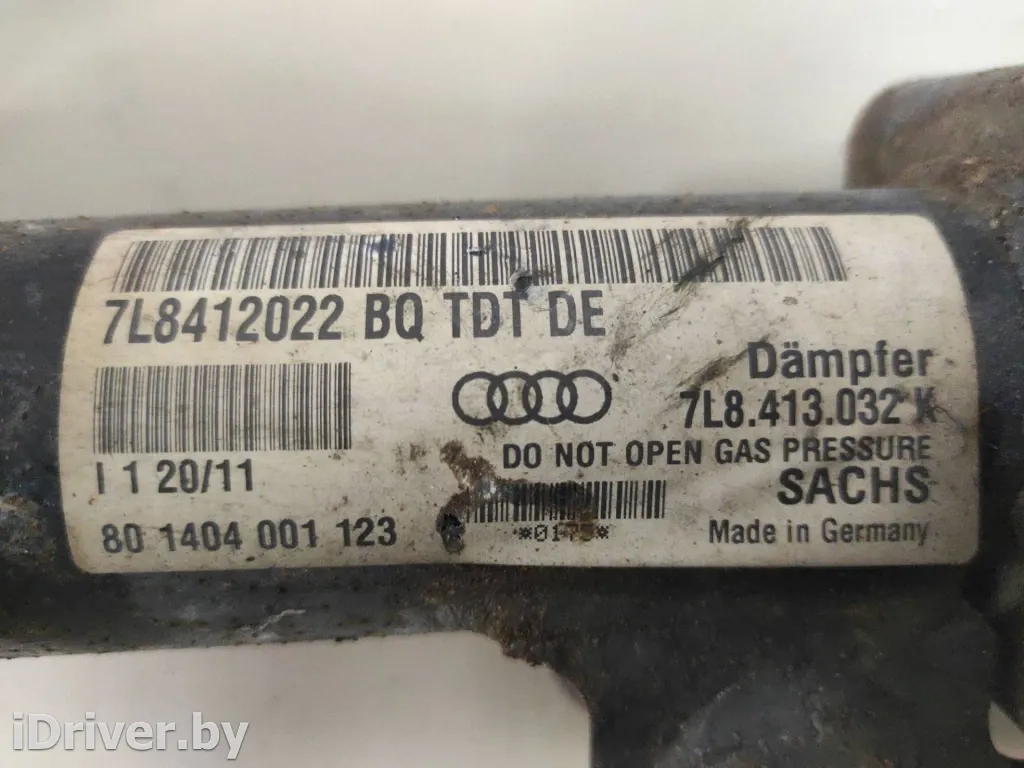 7L8412022 BQ TDT DE
Dämpfer
7L8.413.032 K
I 1 20/11
DO NOT OPEN GAS PRESSURE
SACHS
80 1404 001 123
Made in Germany
iDriver.by